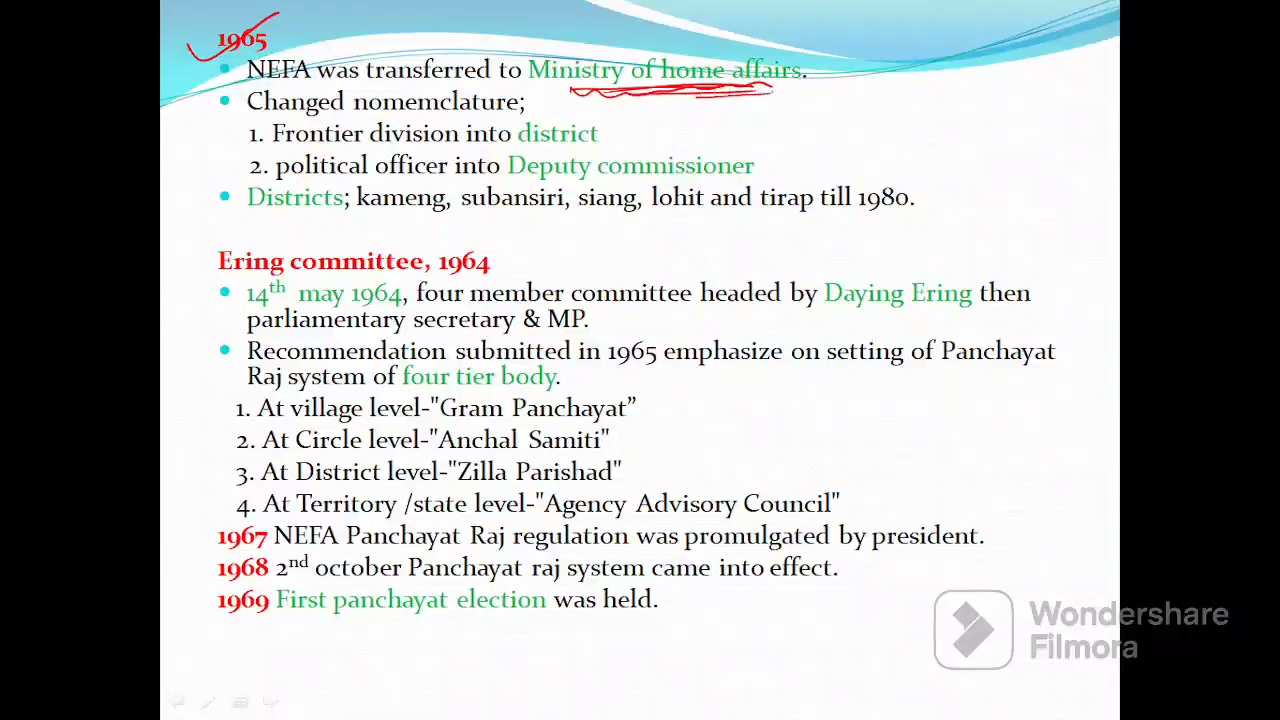 1965
NEFA was transferred to Ministry of home affairs.
Changed nomemclature;
1. Frontier division into district
2. political officer into Deputy commissioner
Districts; kameng, subansiri, siang, lohit and tirap till 1980.
Ering committee, 1964
14th may 1964, four member committee headed by Daying Ering then
parliamentary secretary & MP.
Recommendation submitted in 1965 emphasize on setting of Panchayat
Raj system of four tier body.
1. At village level-"Gram Panchayat”
2. At Circle level-"Anchal Samiti"
3. At District level-"Zilla Parishad"
4. At Territory /state level-"Agency Advisory Council"
1967 NEFA Panchayat Raj regulation was promulgated by president.
1968 2nd october Panchayat raj system came into effect.
1969 First panchayat election was held.
Wondershare
Filmora